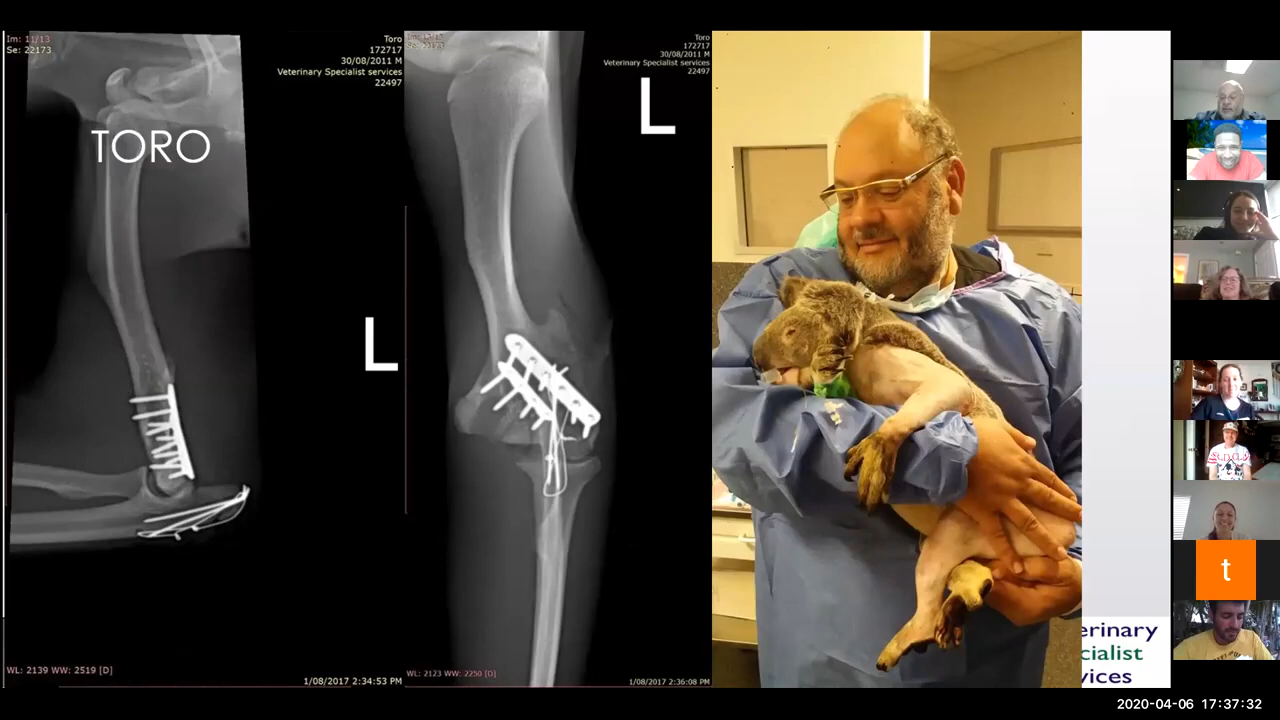 Im: 11/13
Se: 22173
Toro
172717
30/08/2011 M
Veterinary Specialist services
22497
TORO
L
WL: 2139 WW: 2519 [D]
1/08/2017 2:34:53 PM
Toro
172717
30/08/2011 M
Veterinary Specialist services
22497
L
WL: 2123 WW: 2250 [D]
1/08/2017 2:36:08 PM
erinary
cialist
vices
t
2020-04-06 17:37:32